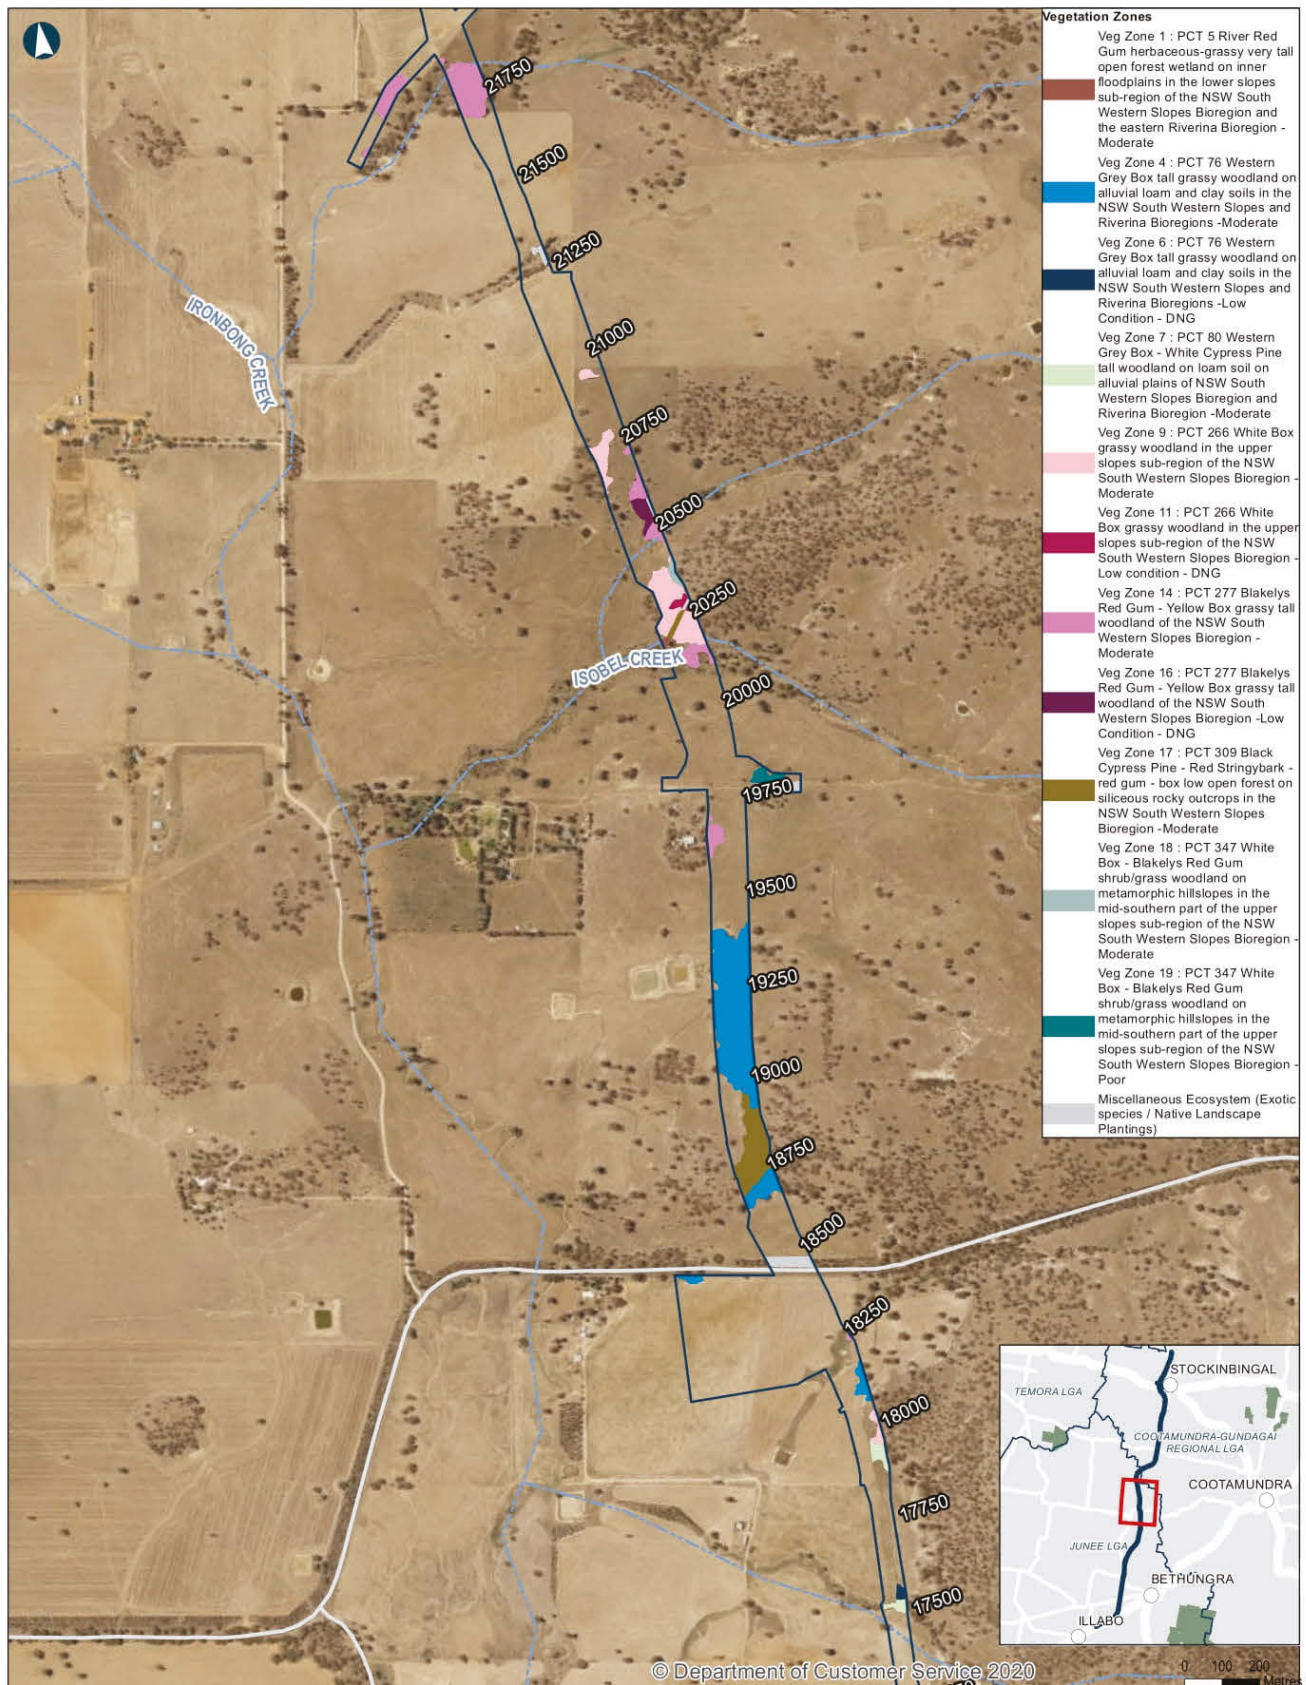 Vegetation Zones
Veg Zone 1 : PCT 5 River Red
Gum herbaceous-grassy very tall
open forest wetland on inner
floodplains in the lower slopes
sub-region of the NSW South
Western Slopes Bioregion and
the eastern Riverina Bioregion -
Moderate
Veg Zone 4 : PCT 76 Western
Grey Box tall grassy woodland on
alluvial loam and clay soils in the
NSW South Western Slopes and
Riverina Bioregions -Moderate
Veg Zone 6 : PCT 76 Western
Grey Box tall grassy woodland on
alluvial loam and clay soils in the
NSW South Western Slopes and
Riverina Bioregions -Low
Condition - DNG
Veg Zone 7 : PCT 80 Western
Grey Box - White Cypress Pine
tall woodland on loam soil on
alluvial plains of NSW South
Western Slopes Bioregion and
Riverina Bioregion -Moderate
Veg Zone 9 : PCT 266 White Box
grassy woodland in the upper
slopes sub-region of the NSW
South Western Slopes Bioregion -
Moderate
Veg Zone 11 : PCT 266 White
Box grassy woodland in the upper
slopes sub-region of the NSW
South Western Slopes Bioregion -
Low condition - DNG
Veg Zone 14 : PCT 277 Blakelys
Red Gum - Yellow Box grassy tall
woodland of the NSW South
Western Slopes Bioregion -
Moderate
Veg Zone 16 : PCT 277 Blakelys
Red Gum - Yellow Box grassy tall
woodland of the NSW South
Western Slopes Bioregion -Low
Condition - DNG
Veg Zone 17 : PCT 309 Black
Cypress Pine - Red Stringybark -
red gum - box low open forest on
siliceous rocky outcrops in the
NSW South Western Slopes
Bioregion -Moderate
Veg Zone 18 : PCT 347 White
Box - Blakelys Red Gum
shrub/grass woodland on
metamorphic hillslopes in the
mid-southern part of the upper
slopes sub-region of the NSW
South Western Slopes Bioregion -
Moderate
Veg Zone 19 : PCT 347 White
Box - Blakelys Red Gum
shrub/grass woodland on
metamorphic hillslopes in the
mid-southern part of the upper
slopes sub-region of the NSW
South Western Slopes Bioregion -
Poor
Miscellaneous Ecosystem (Exotic
species / Native Landscape
Plantings)
21750
21500
21250
IRONBONG CREEK
21000
20750
20500
20250
ISOBEL CREEK
20000
19750
19500
19250
19000
18750
18500
18250
18000
17750
17500
STOCKINBINGAL
TEMORA LGA
COOTAMUNDRA-GUNDAGAI
REGIONAL LGA
COOTAMUNDRA
JUNEE LGA
BETHUNGRA
ILLABO
© Department of Customer Service 2020
0 100 200
Metres